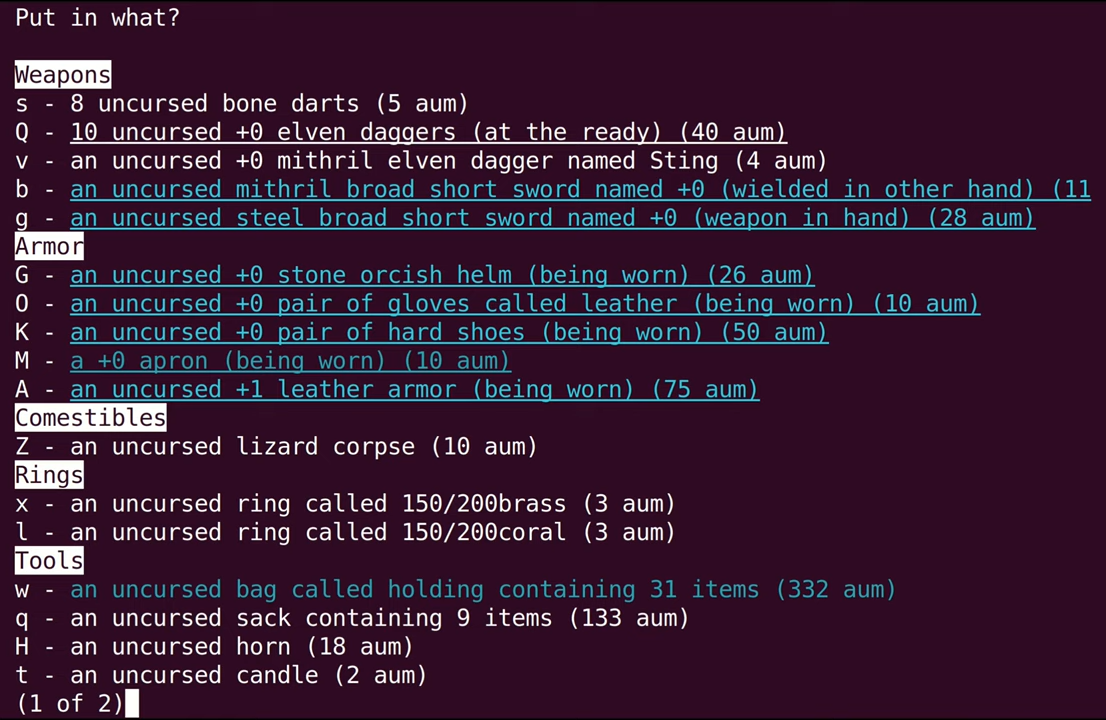 Put in what?
Weapons
s - 8 uncursed bone darts (5 aum)
Q - 10 uncursed +0 elven daggers (at the ready) (40 aum)
v - an uncursed +0 mithril elven dagger named Sting (4 aum)
b - an uncursed mithril broad short sword named +0 (wielded in other hand) (11
g - an uncursed steel broad short sword named +0 (weapon in hand) (28 aum)
Armor
G - an uncursed +0 stone orcish helm (being worn) (26 aum)
O - an uncursed +0 pair of gloves called leather (being worn) (10 aum)
K - an uncursed +0 pair of hard shoes (being worn) (50 aum)
M - a +0 apron (being worn) (10 aum)
A - an uncursed +1 leather armor (being worn) (75 aum)
Comestibles
Z - an uncursed lizard corpse (10 aum)
Rings
x - an uncursed ring called 150/200brass (3 aum)
l - an uncursed ring called 150/200coral (3 aum)
Tools
w - an uncursed bag called holding containing 31 items (332 aum)
q - an uncursed sack containing 9 items (133 aum)
H - an uncursed horn (18 aum)
t - an uncursed candle (2 aum)
(1 of 2)